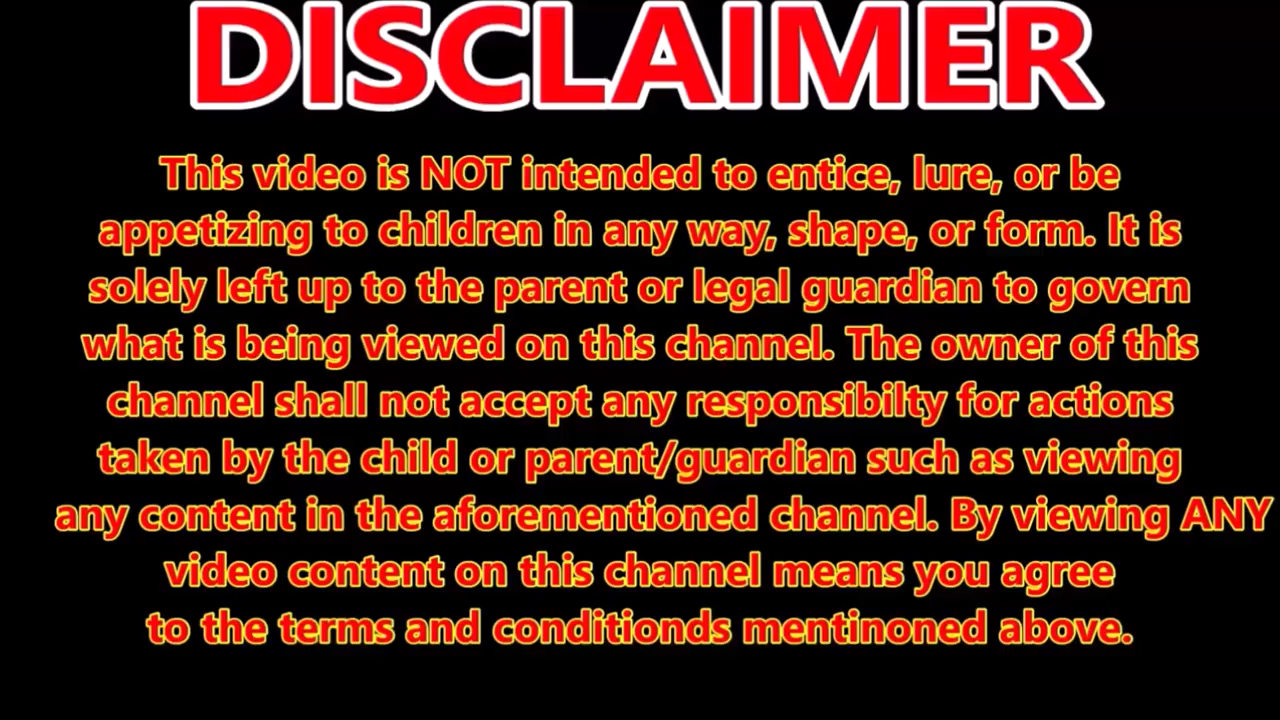 DISCLAIMER
This video is NOT intended to entice, lure, or be
appetizing to children in any way, shape, or form. It is
solely left up to the parent or legal guardian to govern
what is being viewed on this channel. The owner of this
channel shall not accept any responsibilty for actions
taken by the child or parent/guardian such as viewing
any content in the aforementioned channel. By viewing ANY
video content on this channel means you agree
to the terms and conditionds mentinoned above.